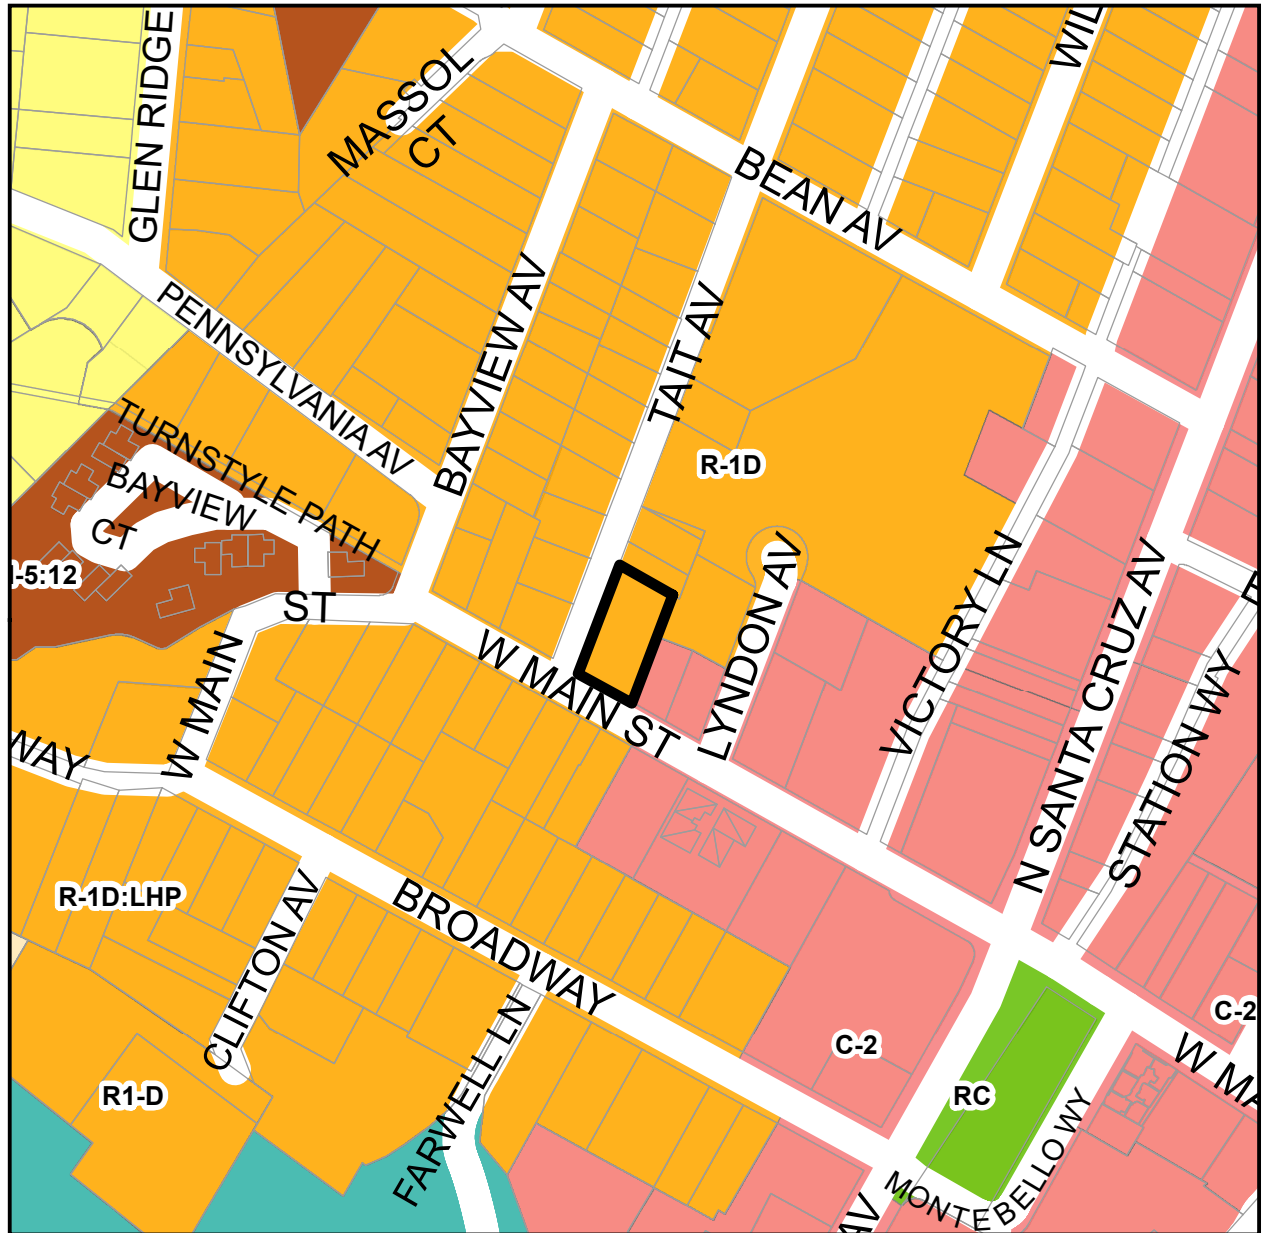 GLEN RIDGE
MASSOL
CT
WIL
BEAN AV
PENNSYLVANIA AV
BAYVIEW AV
TAIT AV
R-1D
TURNSTYLE PATH
BAYVIEW
CT
-5:12
ST
W MAIN
W MAIN ST
LYNDON AV
VICTORY LN
N SANTA CRUZ AV
STATION WY
WAY
R-1D:LHP
CLIFTON AV
BROADWAY
FARWELL LN
R1-D
C-2
C-2
RC
W MA
MONTEBELLO WY
AV